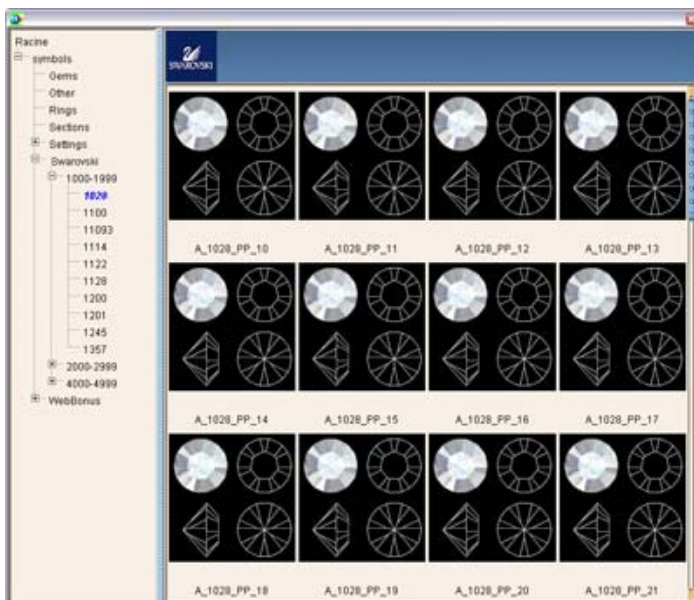 Racine
symbols
Gems
Other
Rings
Sections
Settings
Swarovski
1000-1999
1028
1100
11093
1114
1122
1128
1200
1201
1245
1357
2000-2999
4000-4999
WebBonus
SWAROVSKI
A_1028_PP_10 A_1028_PP_11 A_1028_PP_12 A_1028_PP_13
A_1028_PP_14 A_1028_PP_15 A_1028_PP_16 A_1028_PP_17
A_1028_PP_18 A_1028_PP_19 A_1028_PP_20 A_1028_PP_21